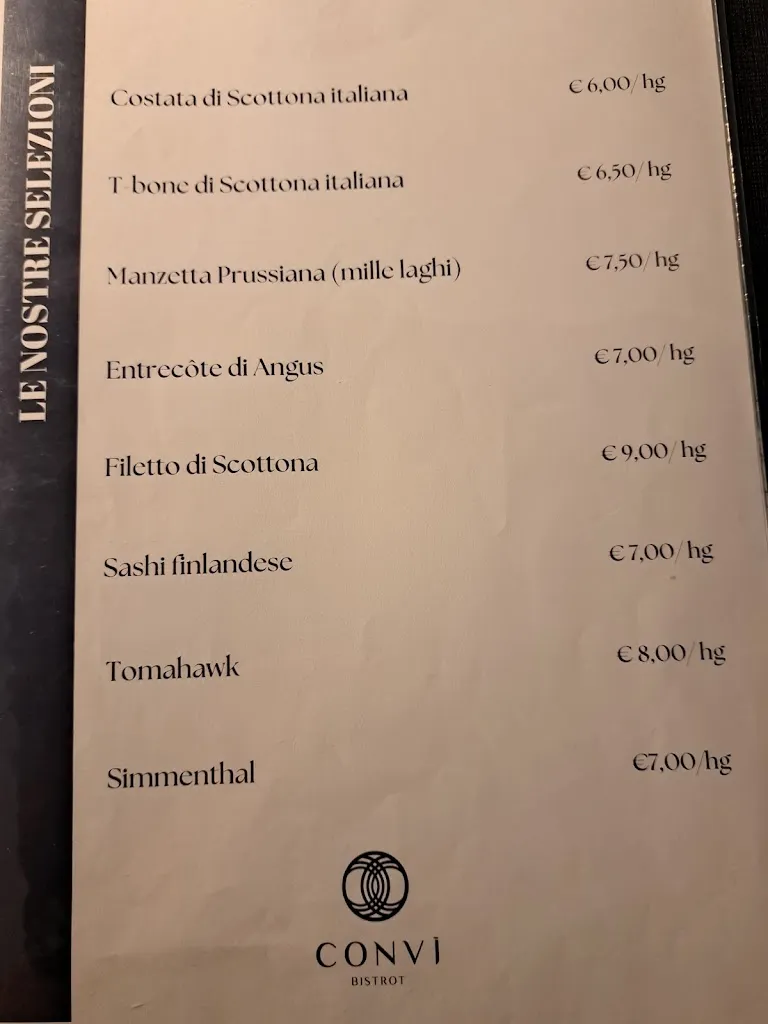 LE NOSTRE SELEZIONI
Costata di Scottona italiana € 6,00/hg
T-bone di Scottona italiana € 6,50/hg
Manzetta Prussiana (mille laghi) € 7,50/hg
Entrecôte di Angus € 7,00/hg
Filetto di Scottona € 9,00/hg
Sashi finlandese € 7,00/hg
Tomahawk € 8,00/hg
Simmenthal €7,00/hg
CONVÌ
BISTROT